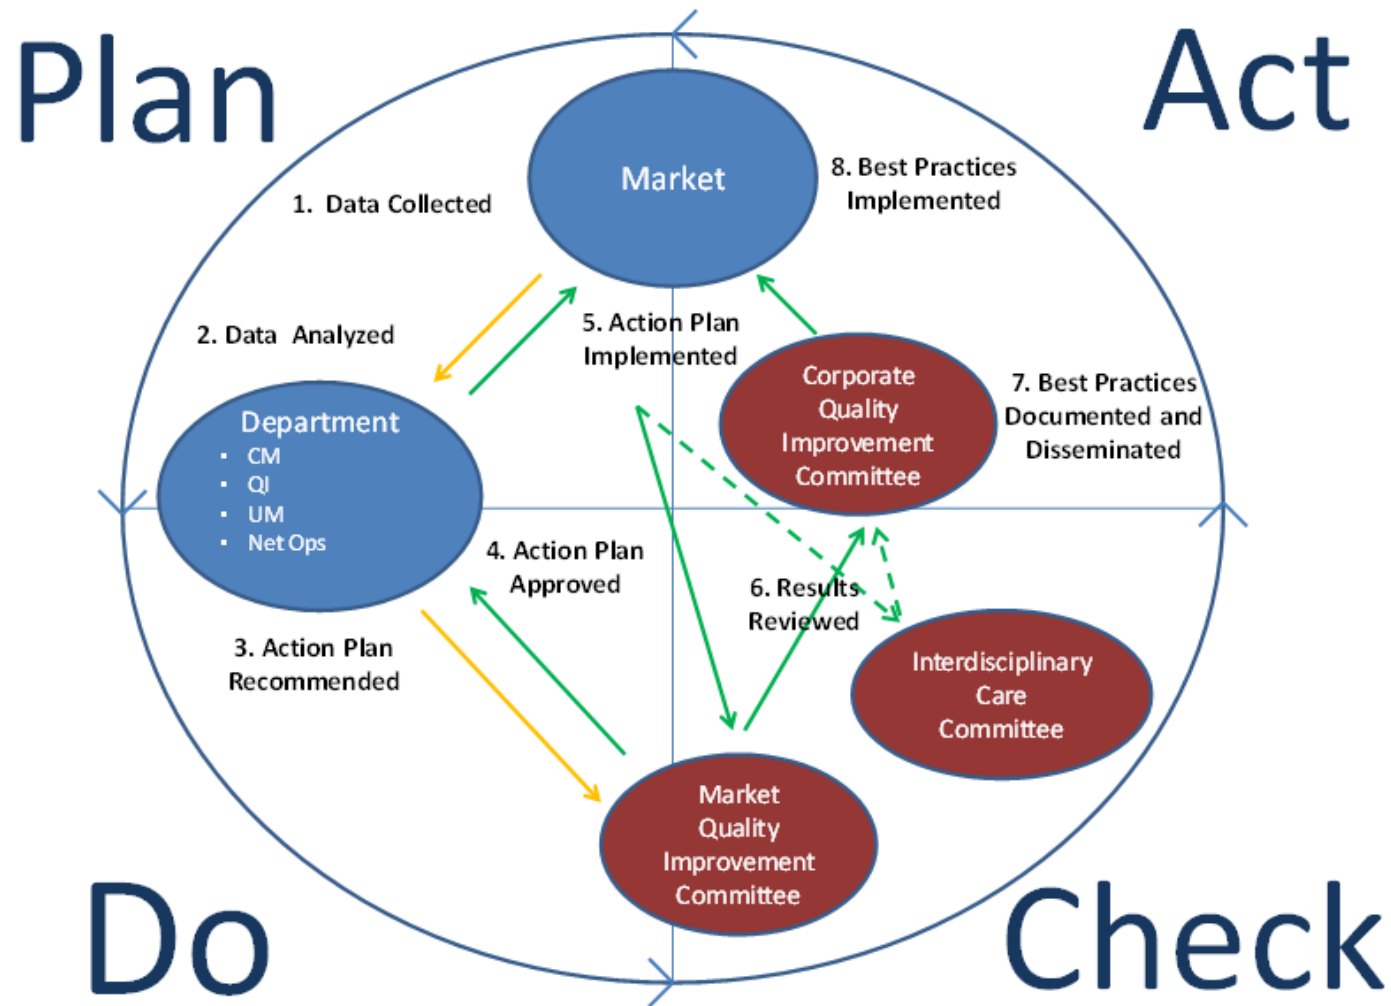 Plan
Act
Market
8. Best Practices
Implemented
1.  Data Collected
2. Data  Analyzed
5. Action Plan
Implemented
Corporate
Quality
Improvement
Committee
7. Best Practices
Documented and
Disseminated
Department
▪ CM
▪ QI
▪ UM
▪ Net Ops
4. Action Plan
Approved
6. Results
Reviewed
3. Action Plan
Recommended
Interdisciplinary
Care
Committee
Market
Quality
Improvement
Committee
Do
Check